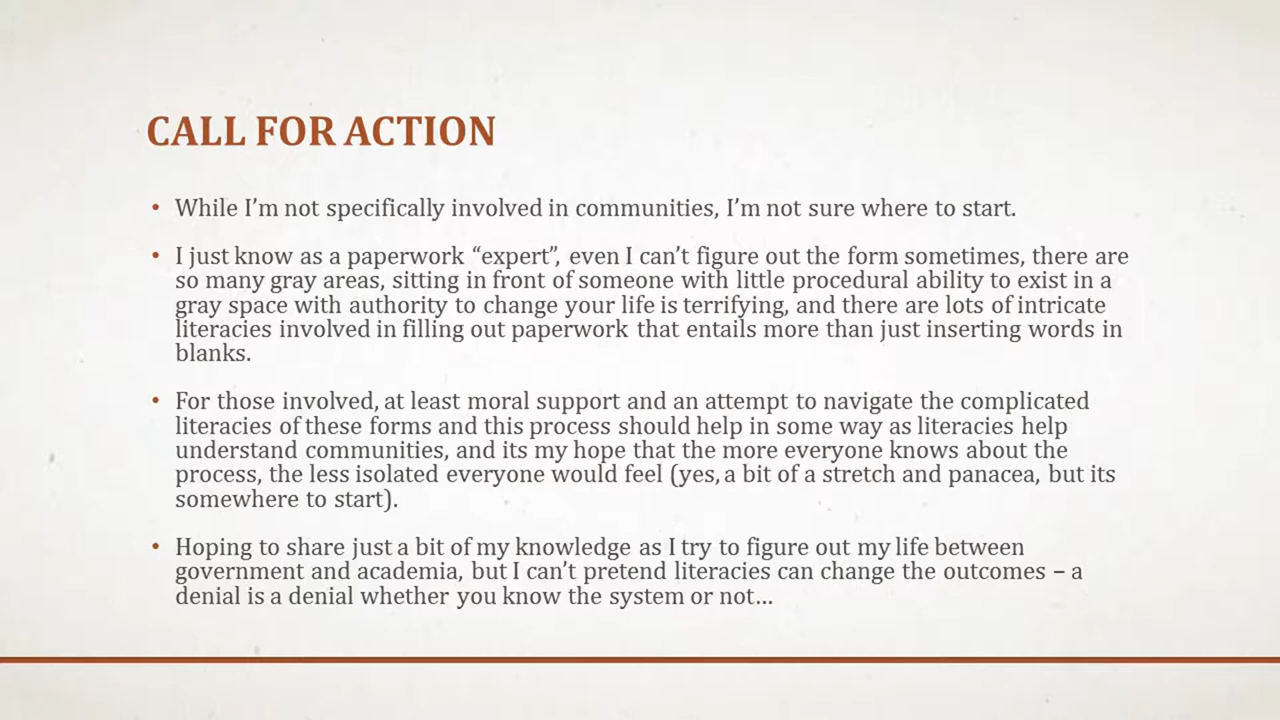 CALL FOR ACTION
• While I’m not specifically involved in communities, I’m not sure where to start.
• I just know as a paperwork “expert”, even I can’t figure out the form sometimes, there are
so many gray areas, sitting in front of someone with little procedural ability to exist in a
gray space with authority to change your life is terrifying, and there are lots of intricate
literacies involved in filling out paperwork that entails more than just inserting words in
blanks.
• For those involved, at least moral support and an attempt to navigate the complicated
literacies of these forms and this process should help in some way as literacies help
understand communities, and its my hope that the more everyone knows about the
process, the less isolated everyone would feel (yes, a bit of a stretch and panacea, but its
somewhere to start).
• Hoping to share just a bit of my knowledge as I try to figure out my life between
government and academia, but I can’t pretend literacies can change the outcomes – a
denial is a denial whether you know the system or not…